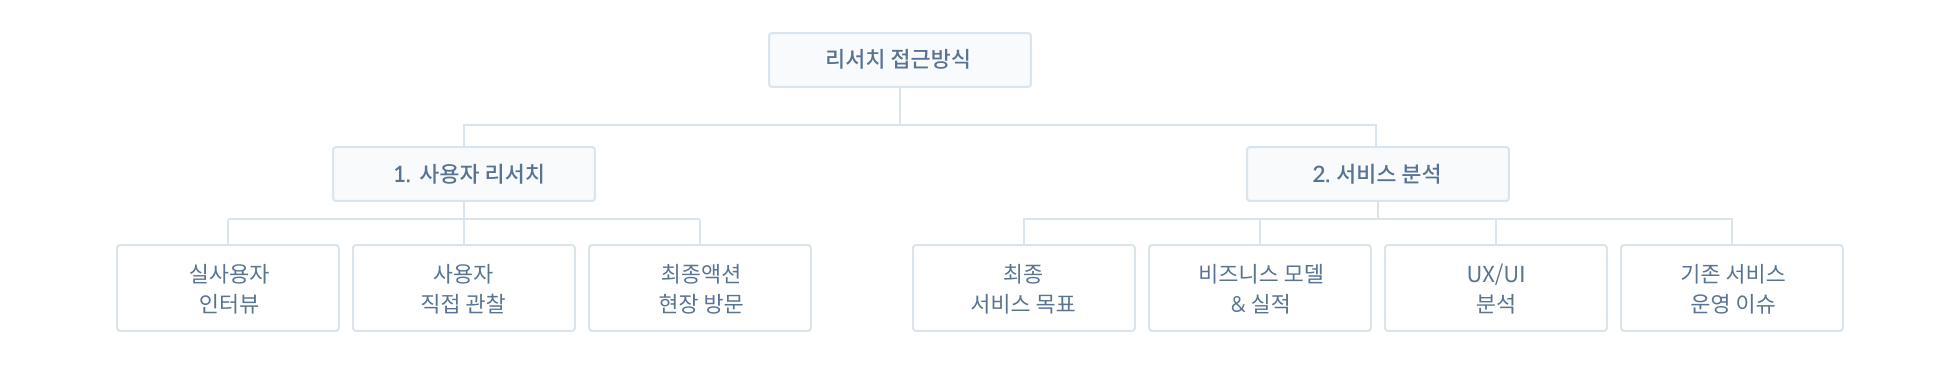 리서치 접근방식
1. 사용자 리서치
2. 서비스 분석
실사용자
인터뷰
사용자
직접 관찰
최종액션
현장 방문
최종
서비스 목표
비즈니스 모델
& 실적
UX/UI
분석
기존 서비스
운영 이슈